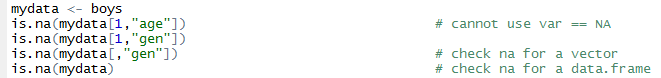 mydata <- boys
is.na(mydata[1,"age"]) # cannot use var == NA
is.na(mydata[1,"gen"])
is.na(mydata[,"gen"]) # check na for a vector
is.na(mydata) # check na for a data.frame